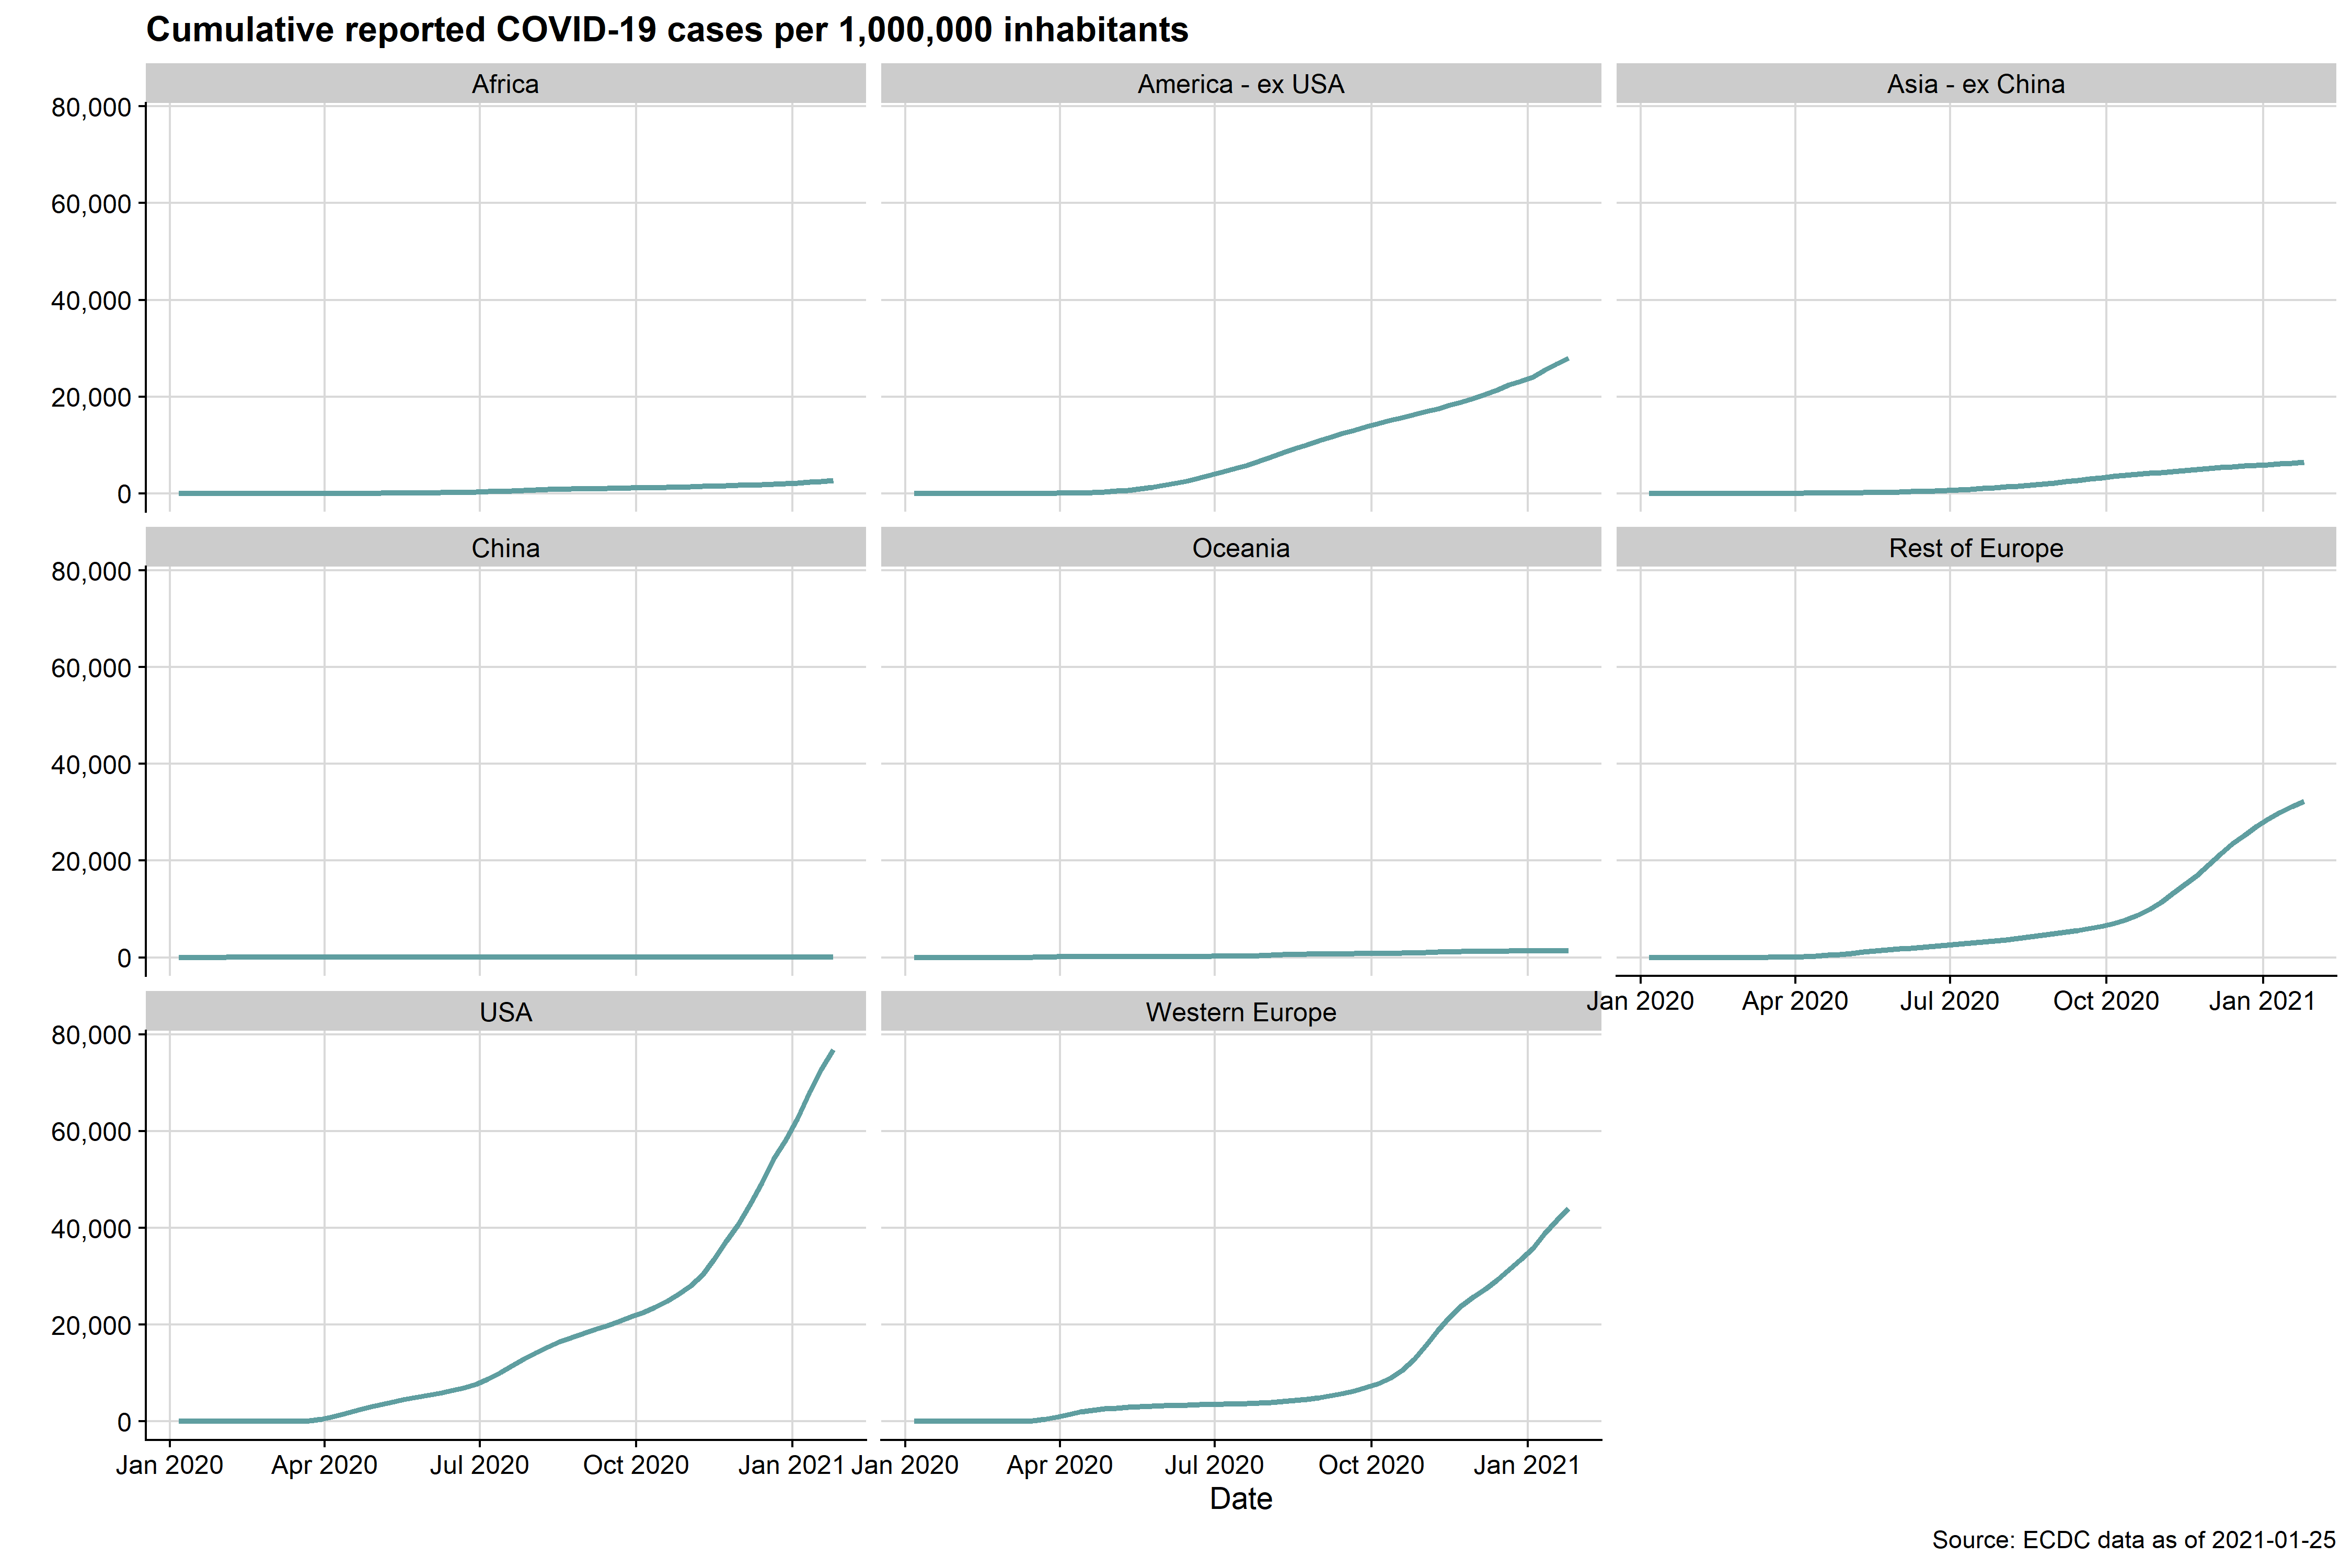 Cumulative reported COVID-19 cases per 1,000,000 inhabitants
Africa
America - ex USA
Asia - ex China
80,000
60,000
40,000
20,000
0
China
Oceania
Rest of Europe
80,000
60,000
40,000
20,000
0
Jan 2020 Apr 2020 Jul 2020 Oct 2020 Jan 2021
USA
Western Europe
80,000
60,000
40,000
20,000
0
Jan 2020 Apr 2020 Jul 2020 Oct 2020 Jan 2021
Jan 2020 Apr 2020 Jul 2020 Oct 2020 Jan 2021
Date
Source: ECDC data as of 2021-01-25